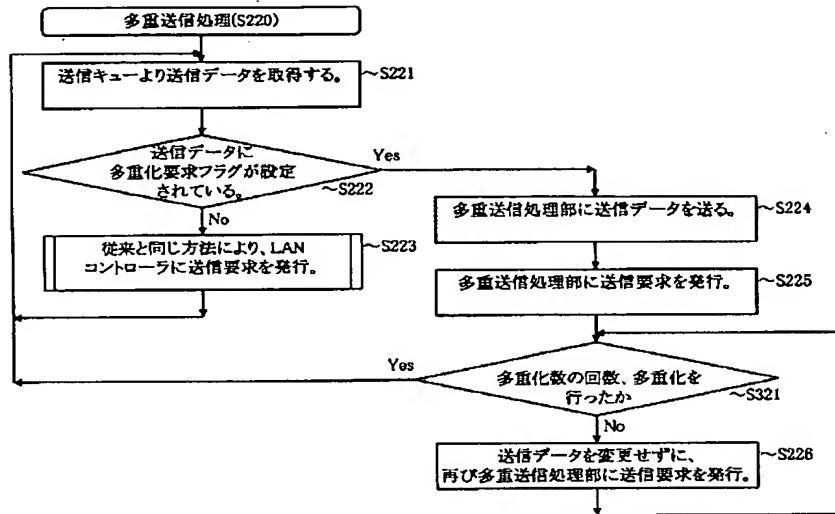 多重送信処理(S220)
送信キューより送信データを取得する。
~S221
送信データに
多重化要求フラグが設定
されている。
~S222
Yes
No
従来と同じ方法により、LAN
コントローラに送信要求を発行。
~S223
多重送信処理部に送信データを送る。
~S224
多重送信処理部に送信要求を発行。
~S225
Yes
多重化数の回数、多重化を
行ったか
~S321
No
送信データを変更せずに、
再び多重送信処理部に送信要求を発行。
~S226